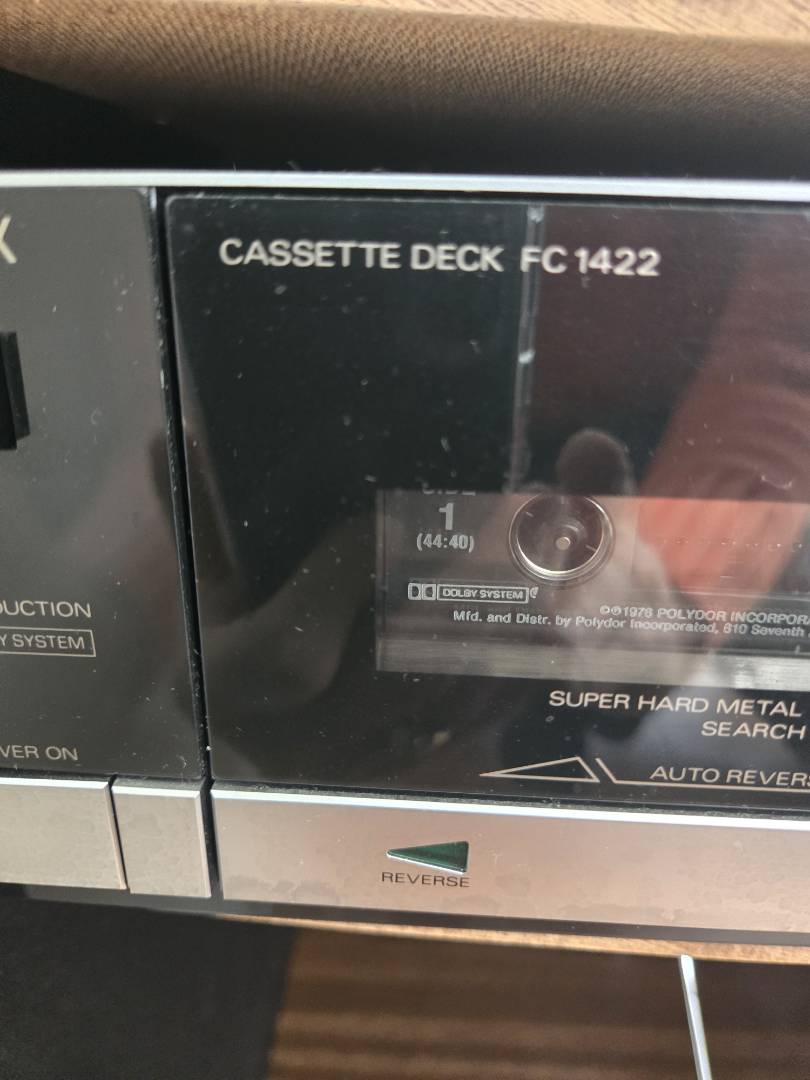 X
CASSETTE DECK FC 1422
SIDE
1
(44:40)
DOLBY SYSTEM
℗©1978 POLYDOR INCORPORA
Mfd. and Distr. by Polydor Incorporated, 810 Seventh
DUCTION
Y SYSTEM
SUPER HARD METAL
SEARCH
VER ON
AUTO REVERS
REVERSE